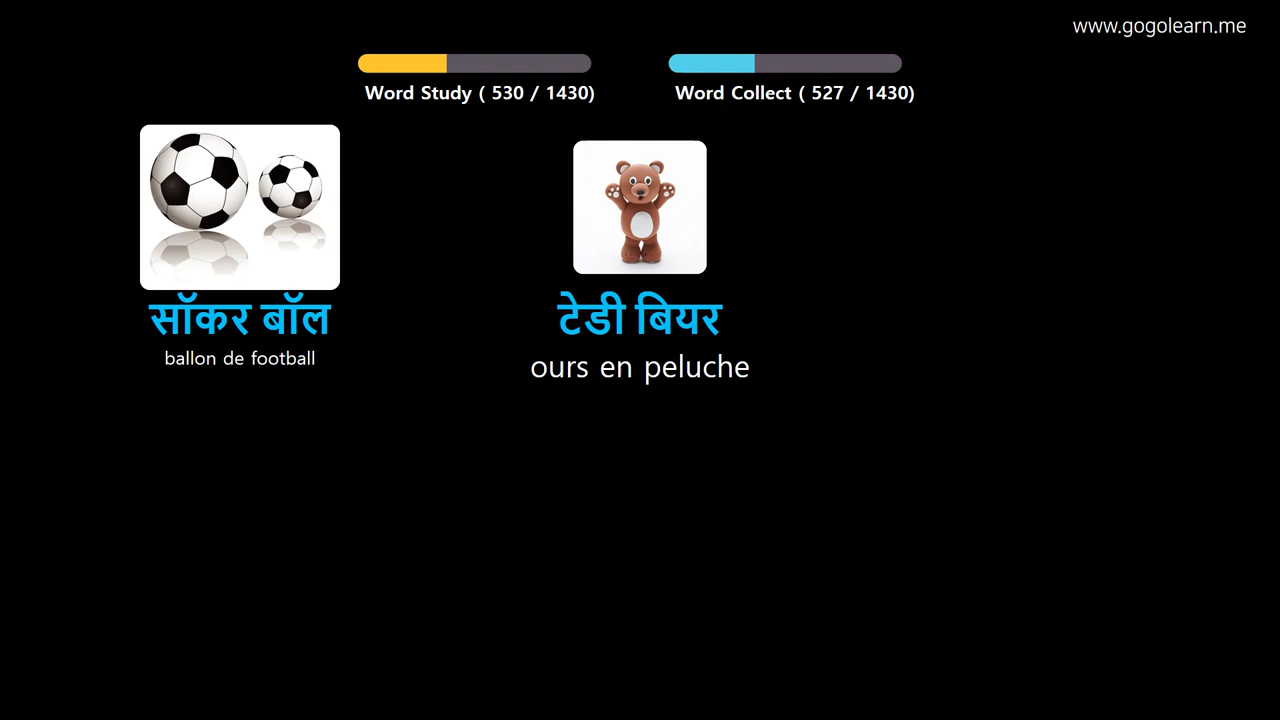 www.gogolearn.me
Word Study ( 530 / 1430)
Word Collect ( 527 / 1430)
सॉकर बॉल
ballon de football
टेडी बियर
ours en peluche